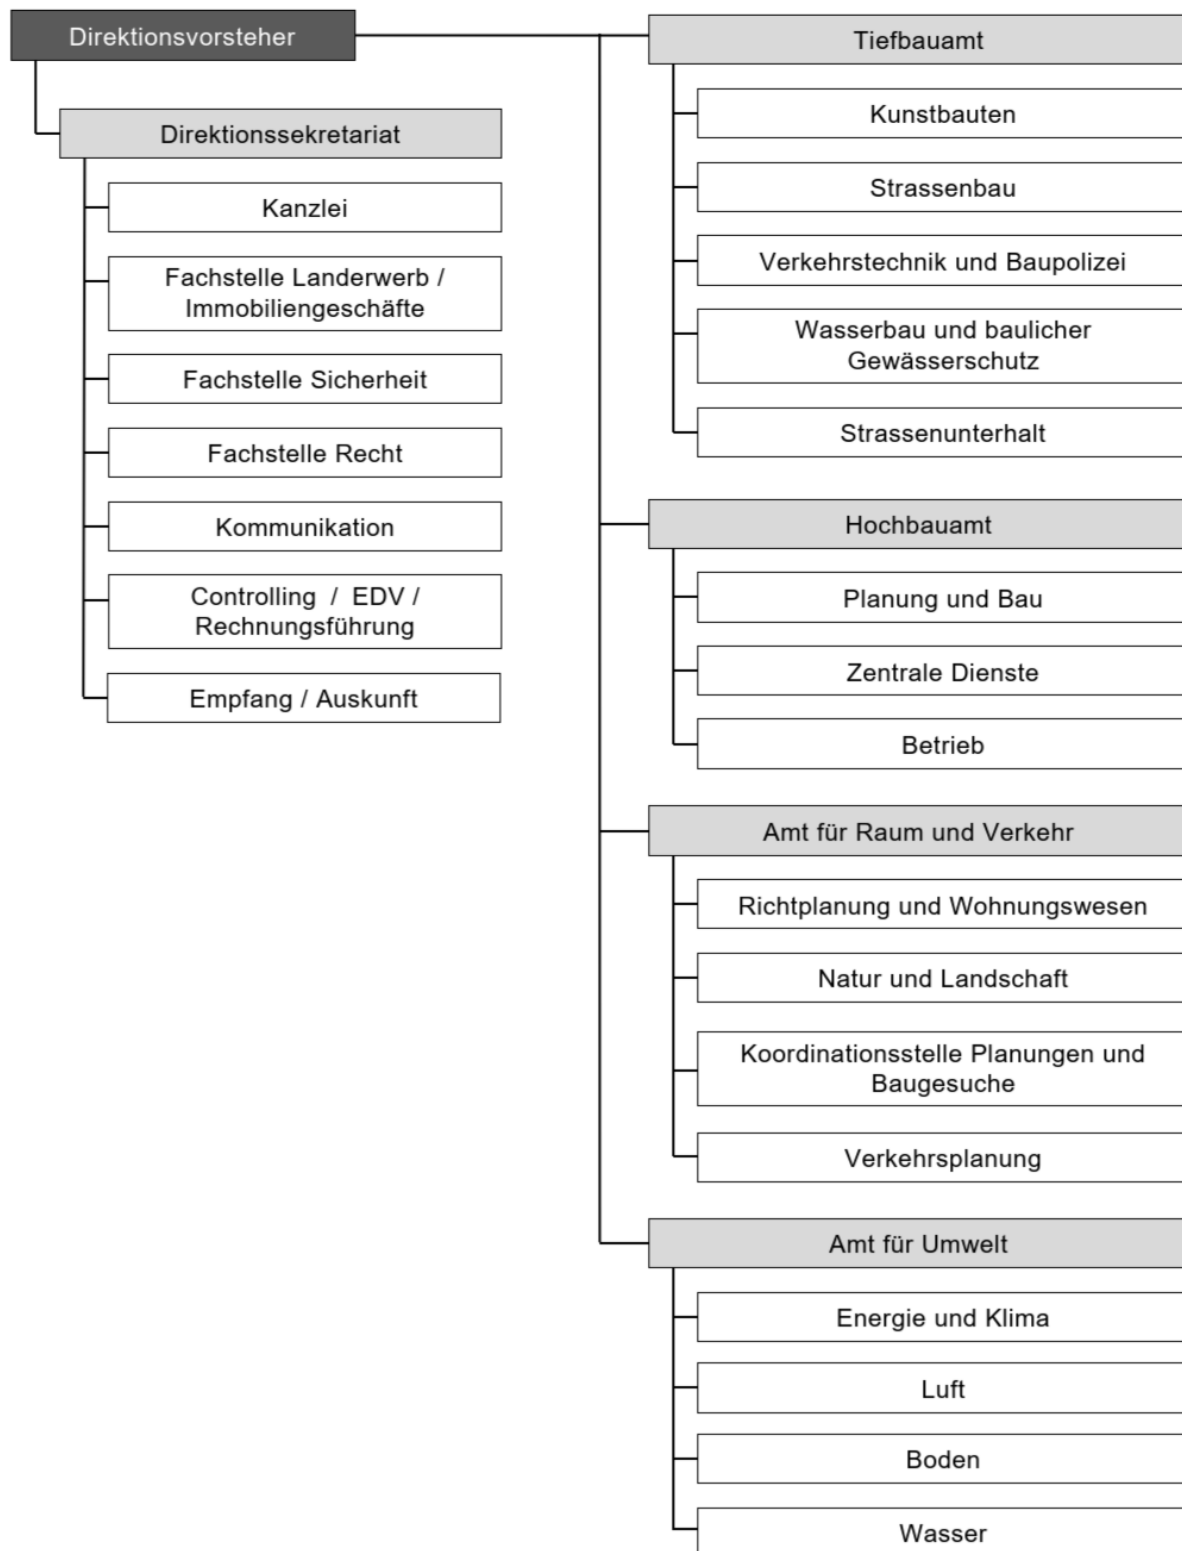 Direktionsvorsteher
Direktionssekretariat
Kanzlei
Fachstelle Landerwerb /
Immobiliengeschäfte
Fachstelle Sicherheit
Fachstelle Recht
Kommunikation
Controlling / EDV /
Rechnungsführung
Empfang / Auskunft
Tiefbauamt
Kunstbauten
Strassenbau
Verkehrstechnik und Baupolizei
Wasserbau und baulicher
Gewässerschutz
Strassenunterhalt
Hochbauamt
Planung und Bau
Zentrale Dienste
Betrieb
Amt für Raum und Verkehr
Richtplanung und Wohnungswesen
Natur und Landschaft
Koordinationsstelle Planungen und
Baugesuche
Verkehrsplanung
Amt für Umwelt
Energie und Klima
Luft
Boden
Wasser